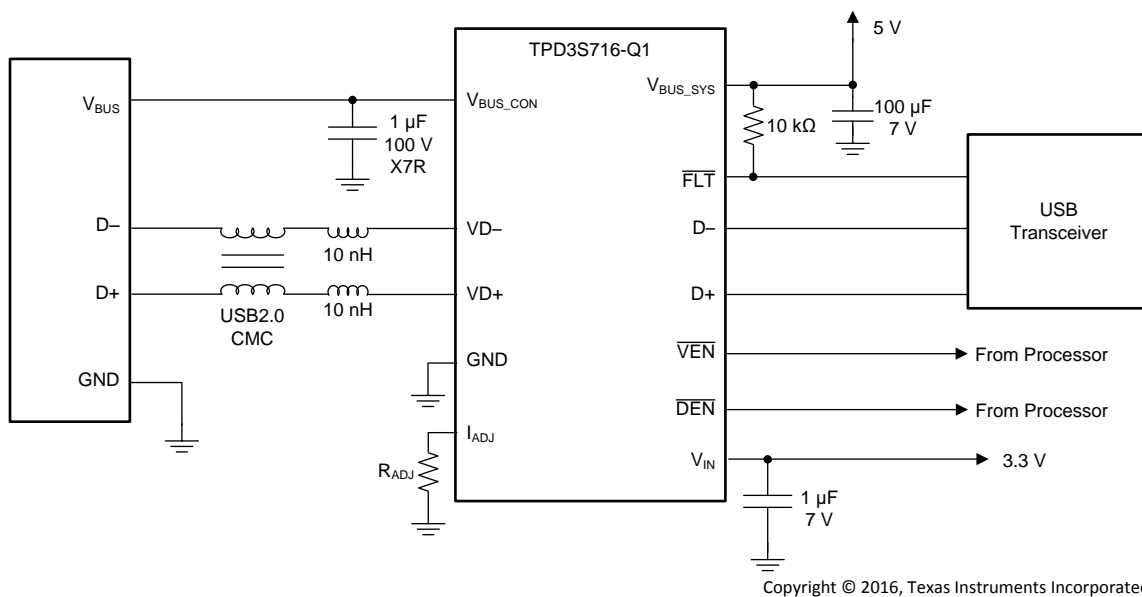 TPD3S716-Q1
5 V
VBUS
VBUS_CON
VBUS_SYS
1 µF
100 V
X7R
10 kΩ
100 µF
7 V
FLT
USB
Transceiver
D–
VD–
D–
10 nH
D+
VD+
D+
10 nH
USB2.0
CMC
GND
GND
VEN
From Processor
DEN
From Processor
IADJ
RADJ
VIN
3.3 V
1 µF
7 V
Copyright © 2016, Texas Instruments Incorporated